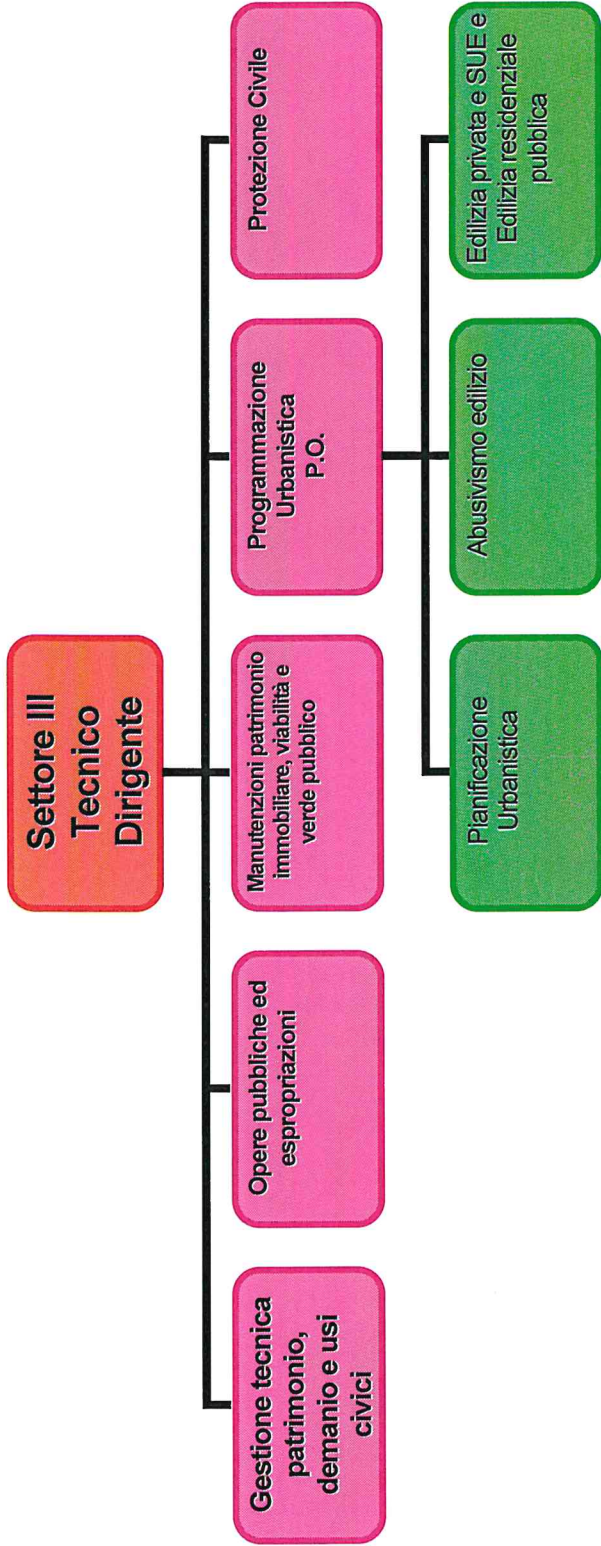 Settore III
Tecnico
Dirigente
Gestione tecnica
patrimonio,
demanio e usi
civici
Opere pubbliche ed
espropriazioni
Manutenzioni patrimonio
immobiliare, viabilità e
verde pubblico
Programmazione
Urbanistica
P.O.
Protezione Civile
Pianificazione
Urbanistica
Abusivismo edilizio
Edilizia privata e SUE e
Edilizia residenziale
pubblica